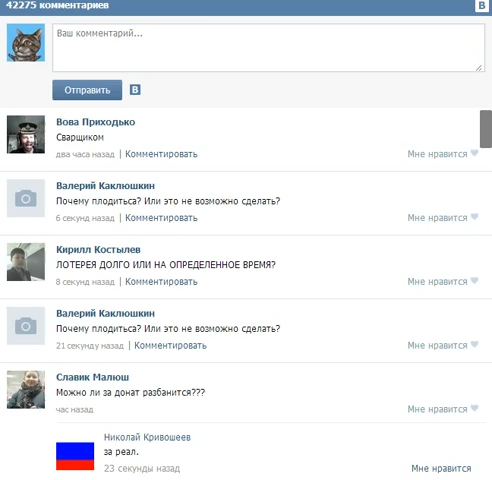 42275 комментариев
В
Ваш комментарий...
Отправить В
Вова Приходько
Сварщиком
два часа назад | Комментировать Мне нравится
Валерий Каклюшкин
Почему плодиться? Или это не возможно сделать?
6 секунд назад | Комментировать Мне нравится
Кирилл Костылев
ЛОТЕРЕЯ ДОЛГО ИЛИ НА ОПРЕДЕЛЕННОЕ ВРЕМЯ?
8 секунд назад | Комментировать Мне нравится
Валерий Каклюшкин
Почему плодиться? Или это не возможно сделать?
21 секунду назад | Комментировать Мне нравится
Славик Малюш
Можно ли за донат разбанится???
час назад Мне нравится
Николай Кривошеев
за реал.
23 секунды назад Мне нравится